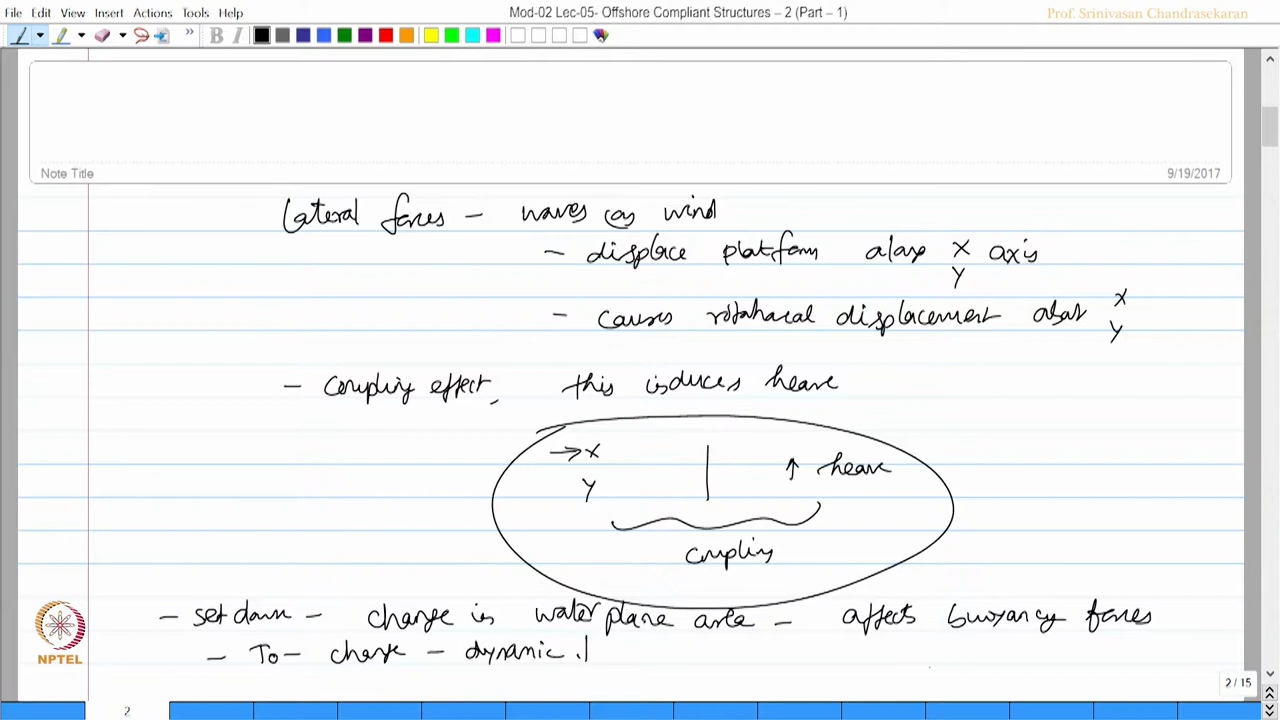 File Edit View Insert Actions Tools Help
Mod-02 Lec-05- Offshore Compliant Structures – 2 (Part – 1)
Prof. Srinivasan Chandrasekaran
B I
Note Title
9/19/2017
Lateral forces - waves (or) wind
- displace platform along X axis
Y
- causes rotational displacement about X
Y
- coupling effect, this induces heave
→ X ↑ heave
Y
coupling
- set down - change in water plane area - affects buoyancy forces
- To - change - dynamic
NPTEL
2 / 15
2